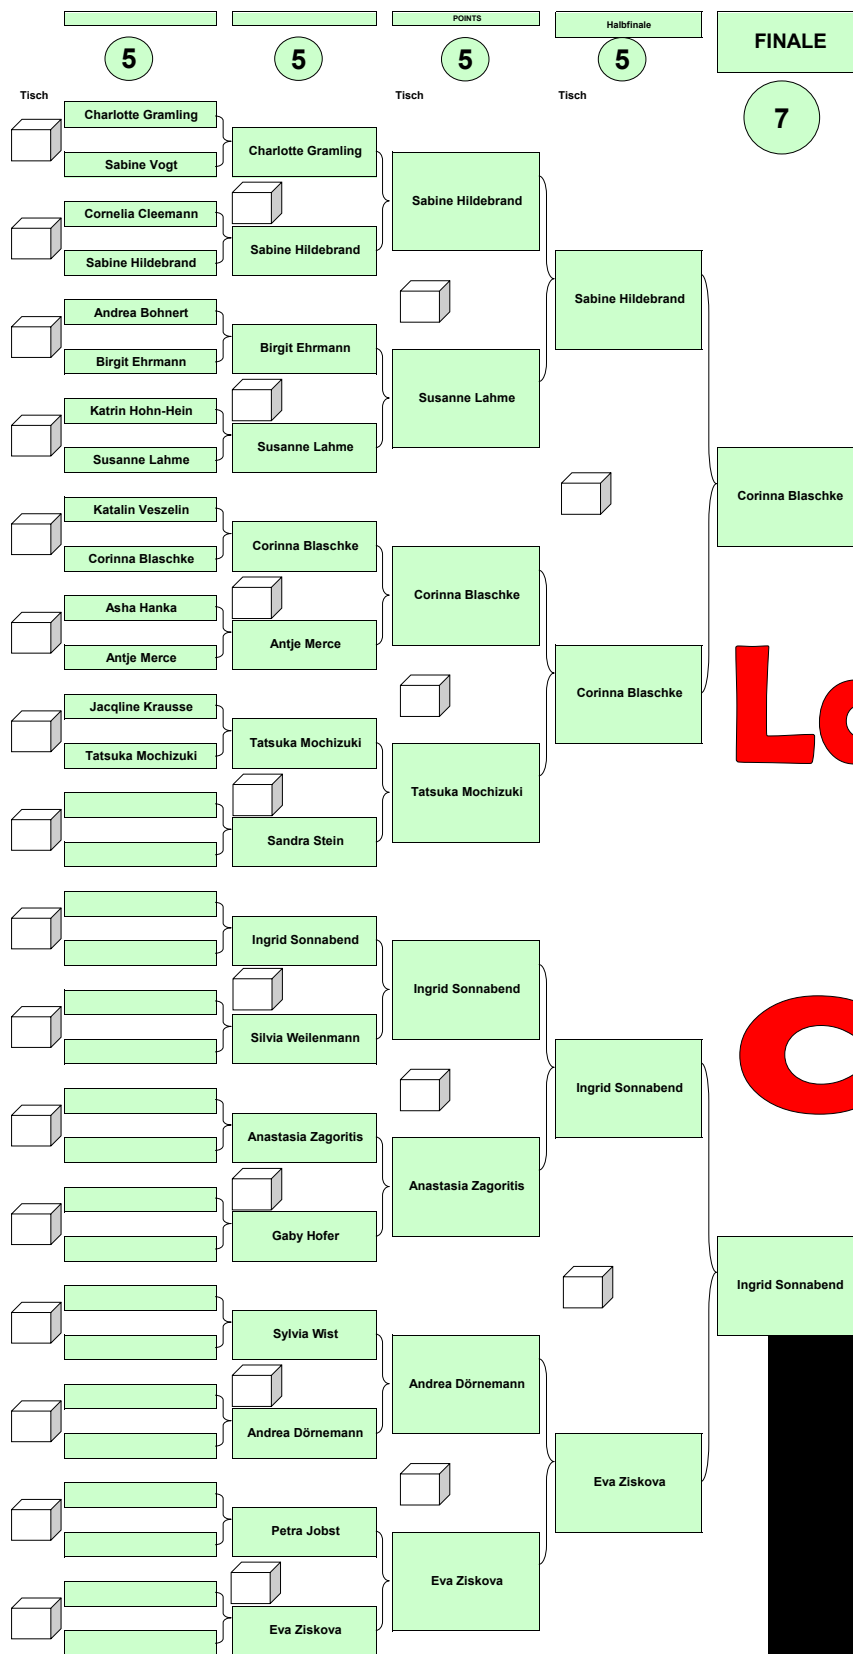 POINTS
Halbfinale
FINALE
5
5
5
5
7
Tisch
Tisch
Tisch
Charlotte Gramling
Sabine Vogt
Cornelia Cleemann
Sabine Hildebrand
Andrea Bohnert
Birgit Ehrmann
Katrin Hohn-Hein
Susanne Lahme
Katalin Veszelin
Corinna Blaschke
Asha Hanka
Antje Merce
Jacqline Krausse
Tatsuka Mochizuki
Charlotte Gramling
Sabine Hildebrand
Birgit Ehrmann
Susanne Lahme
Corinna Blaschke
Antje Merce
Tatsuka Mochizuki
Sandra Stein
Ingrid Sonnabend
Silvia Weilenmann
Anastasia Zagoritis
Gaby Hofer
Sylvia Wist
Andrea Dörnemann
Petra Jobst
Eva Ziskova
Sabine Hildebrand
Susanne Lahme
Corinna Blaschke
Tatsuka Mochizuki
Ingrid Sonnabend
Anastasia Zagoritis
Andrea Dörnemann
Eva Ziskova
Sabine Hildebrand
Corinna Blaschke
Ingrid Sonnabend
Eva Ziskova
Corinna Blaschke
Ingrid Sonnabend